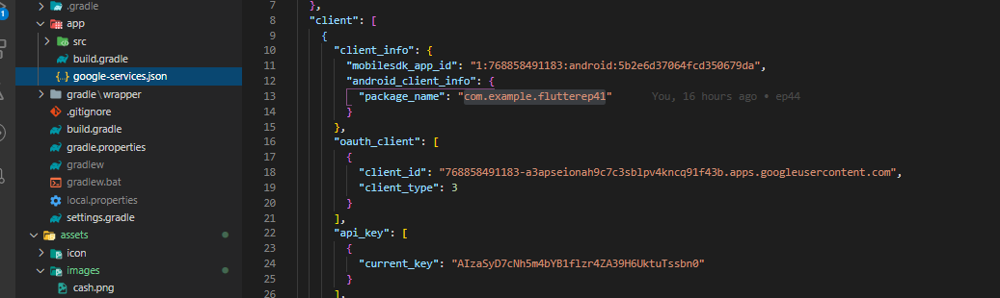 .gradle
app
src
build.gradle
google-services.json
gradle\wrapper
.gitignore
build.gradle
gradle.properties
gradlew
gradlew.bat
local.properties
settings.gradle
assets
icon
images
cash.png
7 },
8 "client": [
9 {
10 "client_info": {
11 "mobilesdk_app_id": "1:768858491183:android:5b2e6d37064fcd350679da",
12 "android_client_info": {
13 "package_name": "com.example.flutterep41" You, 16 hours ago • ep44
14 }
15 },
16 "oauth_client": [
17 {
18 "client_id": "768858491183-a3apseionah9c7c3sblpv4kncq91f43b.apps.googleusercontent.com",
19 "client_type": 3
20 }
21 ],
22 "api_key": [
23 {
24 "current_key": "AIzaSyD7cNh5m4bYB1flzr4ZA39H6UktuTssbn0"
25 }
26 ],